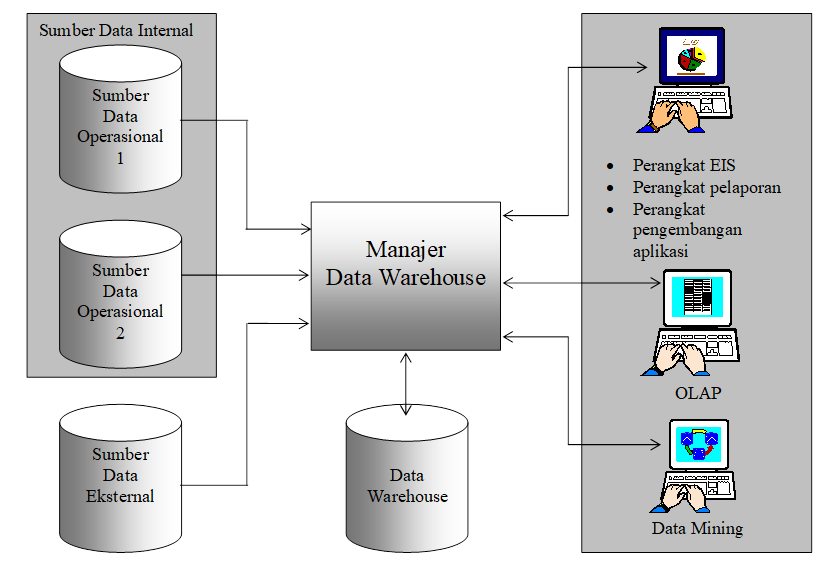 Sumber Data Internal
Sumber
Data
Operasional
1
Sumber
Data
Operasional
2
Sumber
Data
Eksternal
Manajer
Data Warehouse
Data
Warehouse
• Perangkat EIS
• Perangkat pelaporan
• Perangkat
pengembangan
aplikasi
OLAP
Data Mining